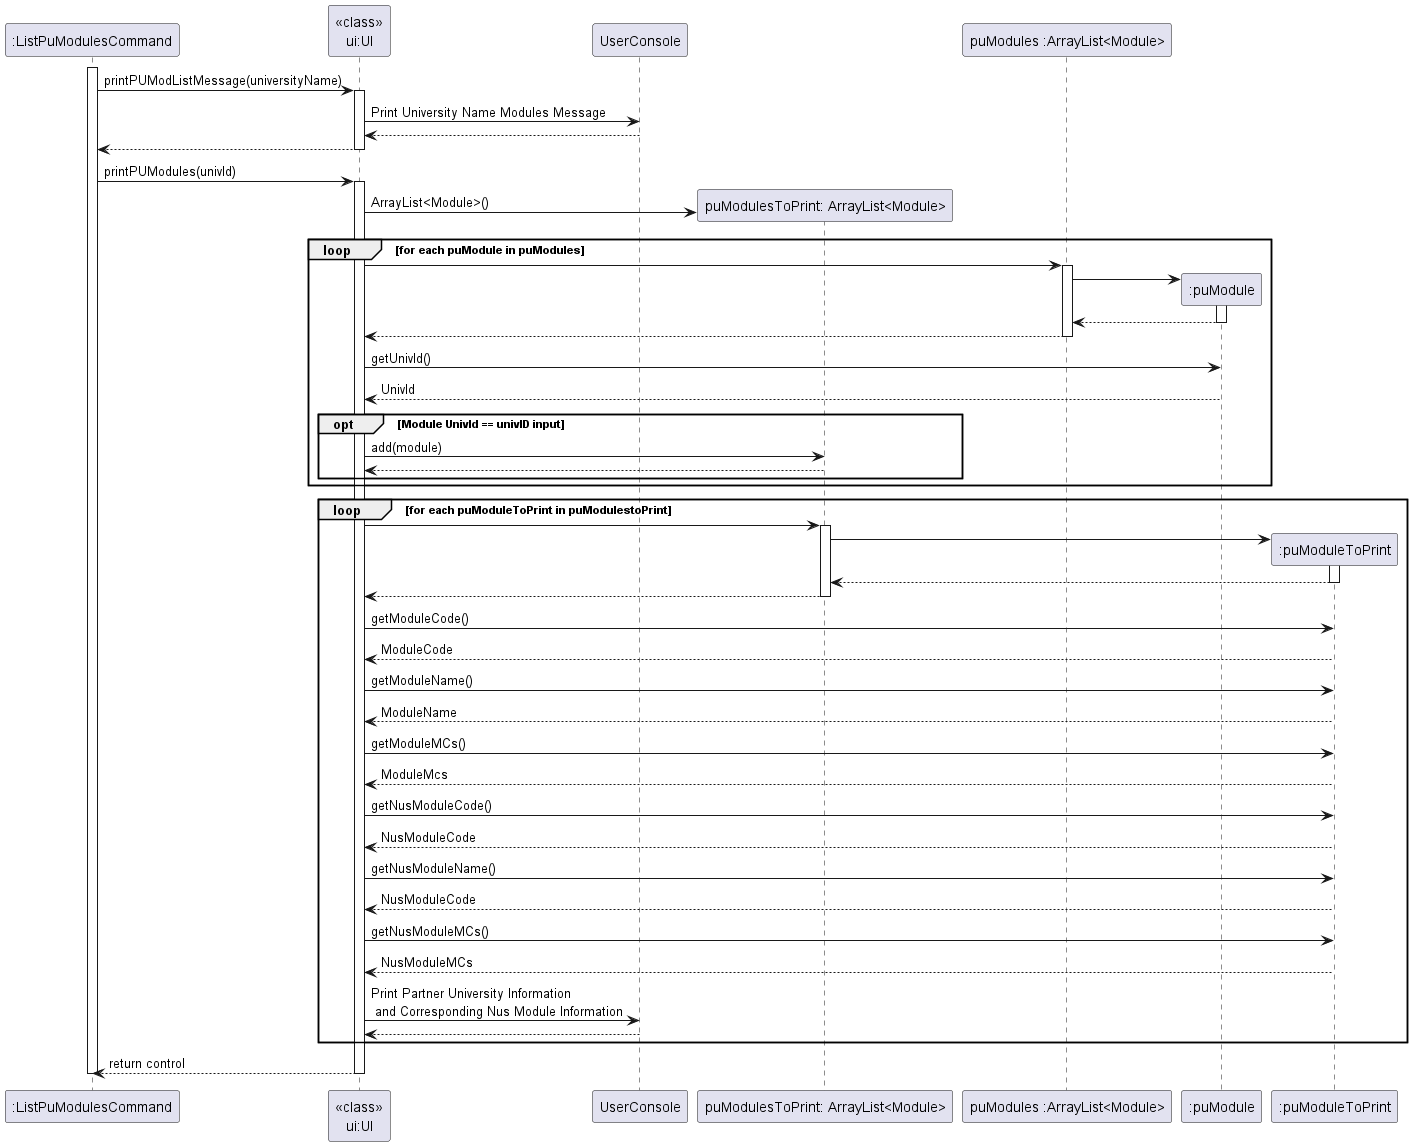 «class»
:ListPuModulesCommand
ui:UI
UserConsole
puModules :ArrayList<Module>
printPUModListMessage(universityName)
Print University Name Modules Message
printPUModules(univId)
ArrayList<Module>()
puModulesToPrint: ArrayList<Module>
loop [for each puModule in puModules]
:puModule
getUnivId()
UnivId
opt [Module UnivId == univID input]
add(module)
loop [for each puModuleToPrint in puModulestoPrint]
:puModuleToPrint
getModuleCode()
ModuleCode
getModuleName()
ModuleName
getModuleMCs()
ModuleMcs
getNusModuleCode()
NusModuleCode
getNusModuleName()
NusModuleCode
getNusModuleMCs()
NusModuleMCs
Print Partner University Information
and Corresponding Nus Module Information
return control
:ListPuModulesCommand
«class»
ui:UI
UserConsole
puModulesToPrint: ArrayList<Module>
puModules :ArrayList<Module>
:puModule
:puModuleToPrint